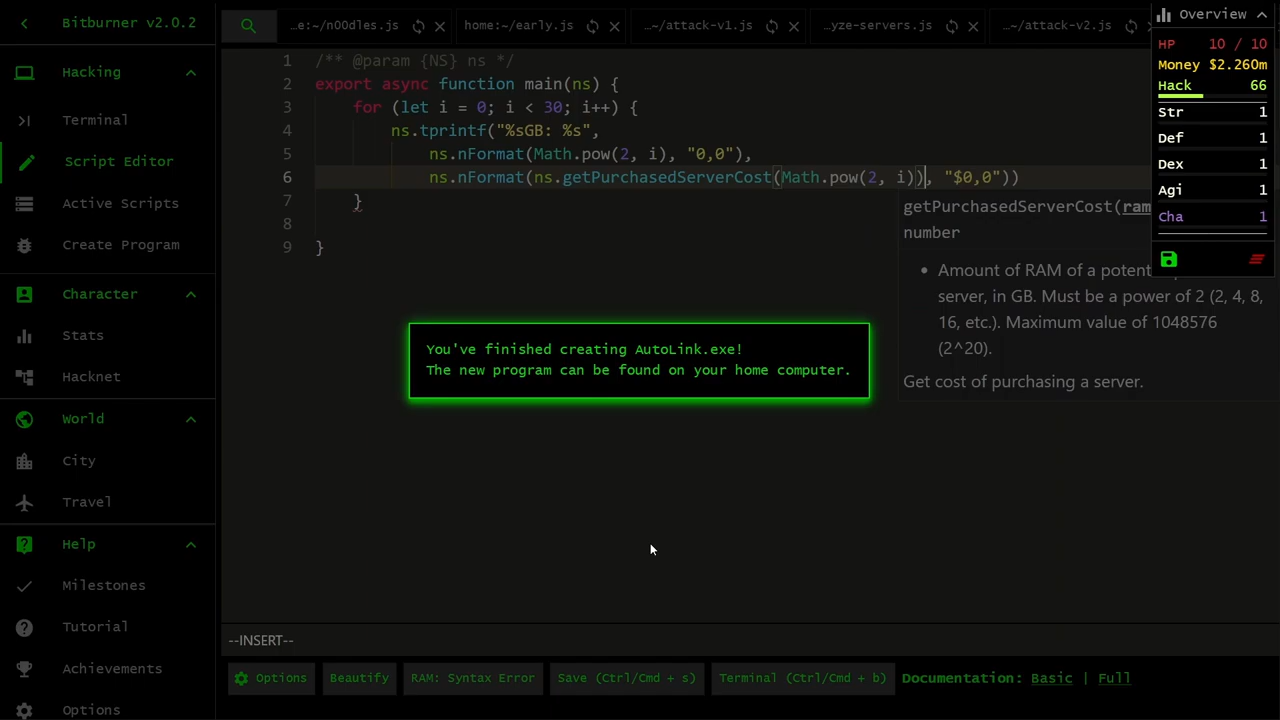 Bitburner v2.0.2
Hacking
Terminal
Script Editor
Active Scripts
Create Program
Character
Stats
Hacknet
World
City
Travel
Help
Milestones
Tutorial
Achievements
Options
…e:~/n00dles.js
home:~/early.js
…~/attack-v1.js
…yze-servers.js
…~/attack-v2.js
1 /** @param {NS} ns */
2 export async function main(ns) {
3 for (let i = 0; i < 30; i++) {
4 ns.tprintf("%sGB: %s",
5 ns.nFormat(Math.pow(2, i), "0,0"),
6 ns.nFormat(ns.getPurchasedServerCost(Math.pow(2, i)), "$0,0"))
7 }
8
9 }
getPurchasedServerCost(ram
number
• Amount of RAM of a potent
server, in GB. Must be a power of 2 (2, 4, 8,
16, etc.). Maximum value of 1048576
(2^20).
Get cost of purchasing a server.
You've finished creating AutoLink.exe!
The new program can be found on your home computer.
--INSERT--
Options
Beautify
RAM: Syntax Error
Save (Ctrl/Cmd + s)
Terminal (Ctrl/Cmd + b)
Documentation: Basic | Full
Overview
HP 10 / 10
Money $2.260m
Hack 66
Str 1
Def 1
Dex 1
Agi 1
Cha 1